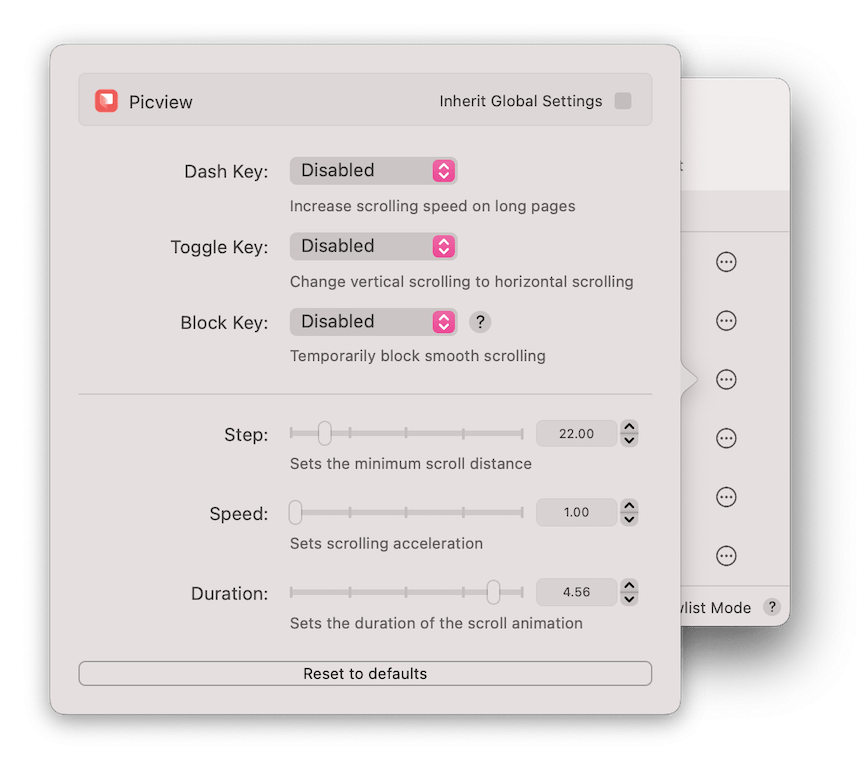 Picview
Inherit Global Settings
Dash Key: Disabled
Increase scrolling speed on long pages
Toggle Key: Disabled
Change vertical scrolling to horizontal scrolling
Block Key: Disabled ?
Temporarily block smooth scrolling
Step: 22.00
Sets the minimum scroll distance
Speed: 1.00
Sets scrolling acceleration
Duration: 4.56
Sets the duration of the scroll animation
Reset to defaults
Mode ?